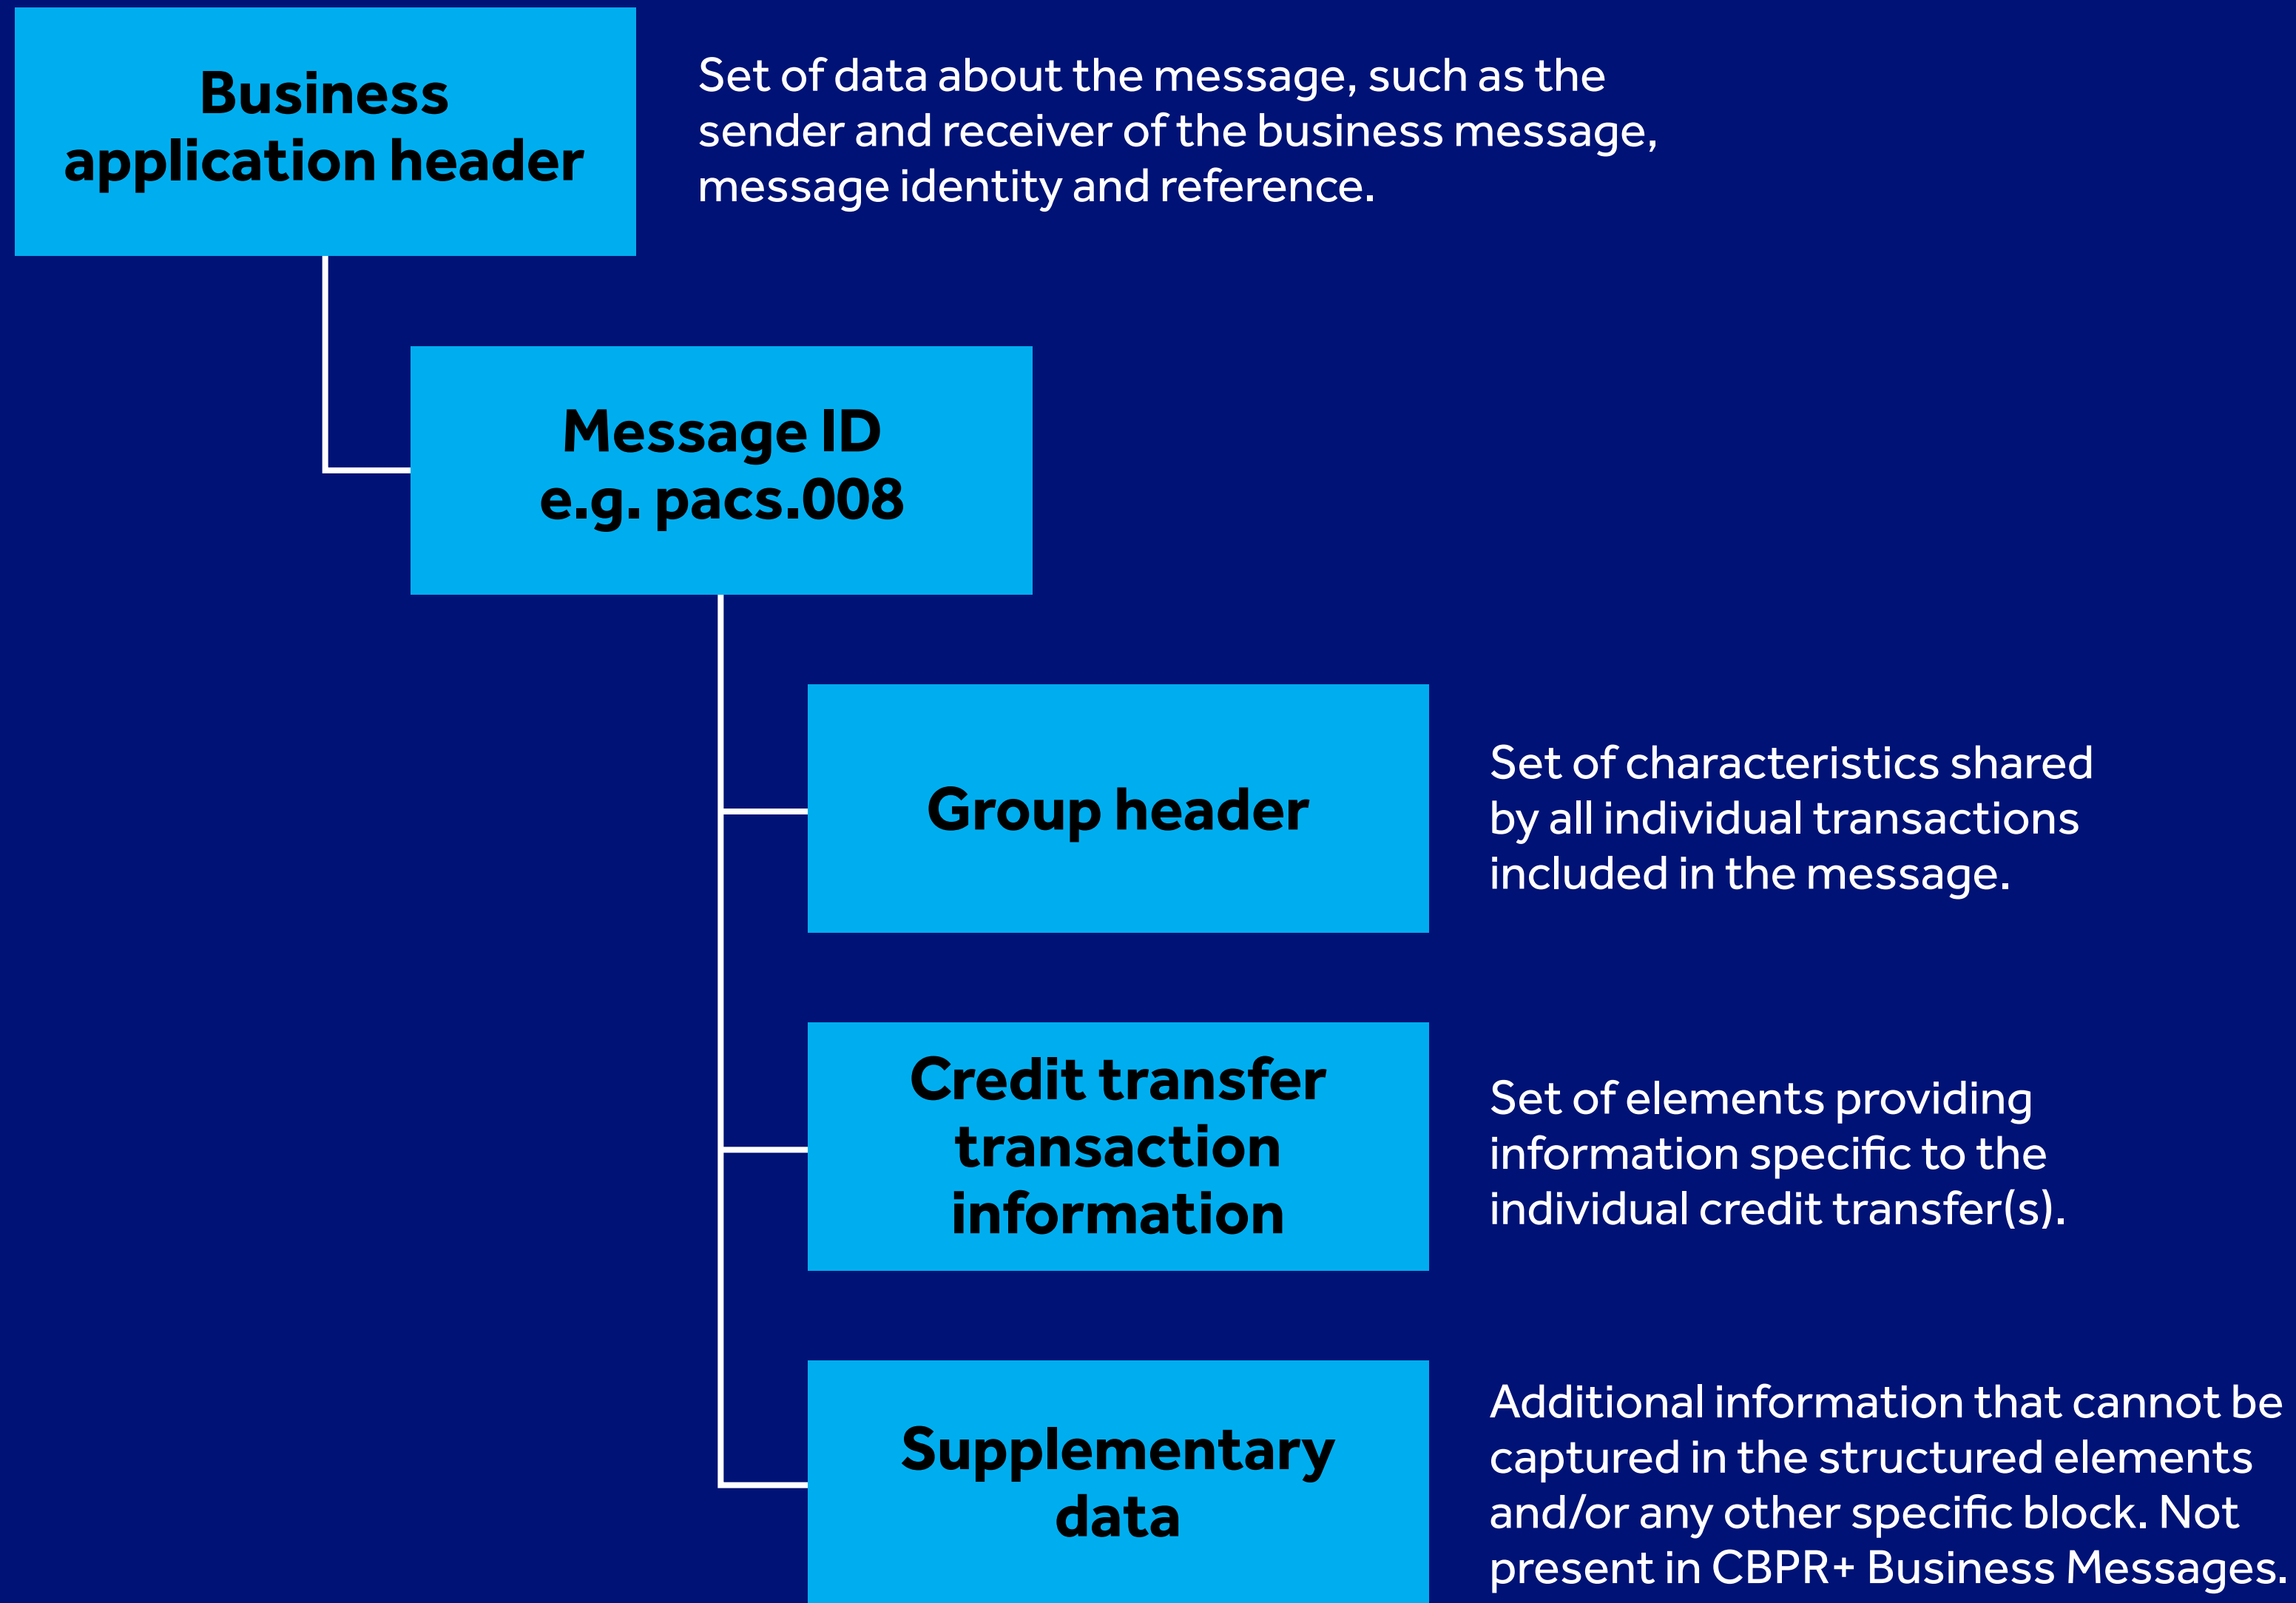 Business
application header
Set of data about the message, such as the
sender and receiver of the business message,
message identity and reference.
Message ID
e.g. pacs.008
Group header
Set of characteristics shared
by all individual transactions
included in the message.
Credit transfer
transaction
information
Set of elements providing
information specific to the
individual credit transfer(s).
Supplementary
data
Additional information that cannot be
captured in the structured elements
and/or any other specific block. Not
present in CBPR+ Business Messages.